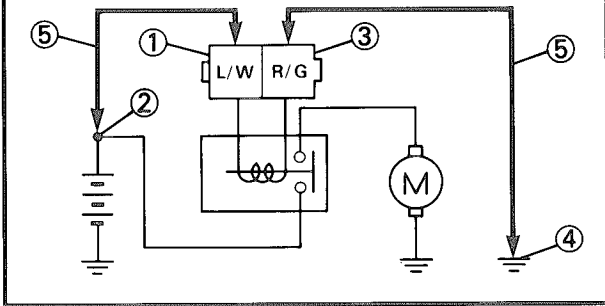 ⑤
①
③
⑤
L/W
R/G
②
M
④